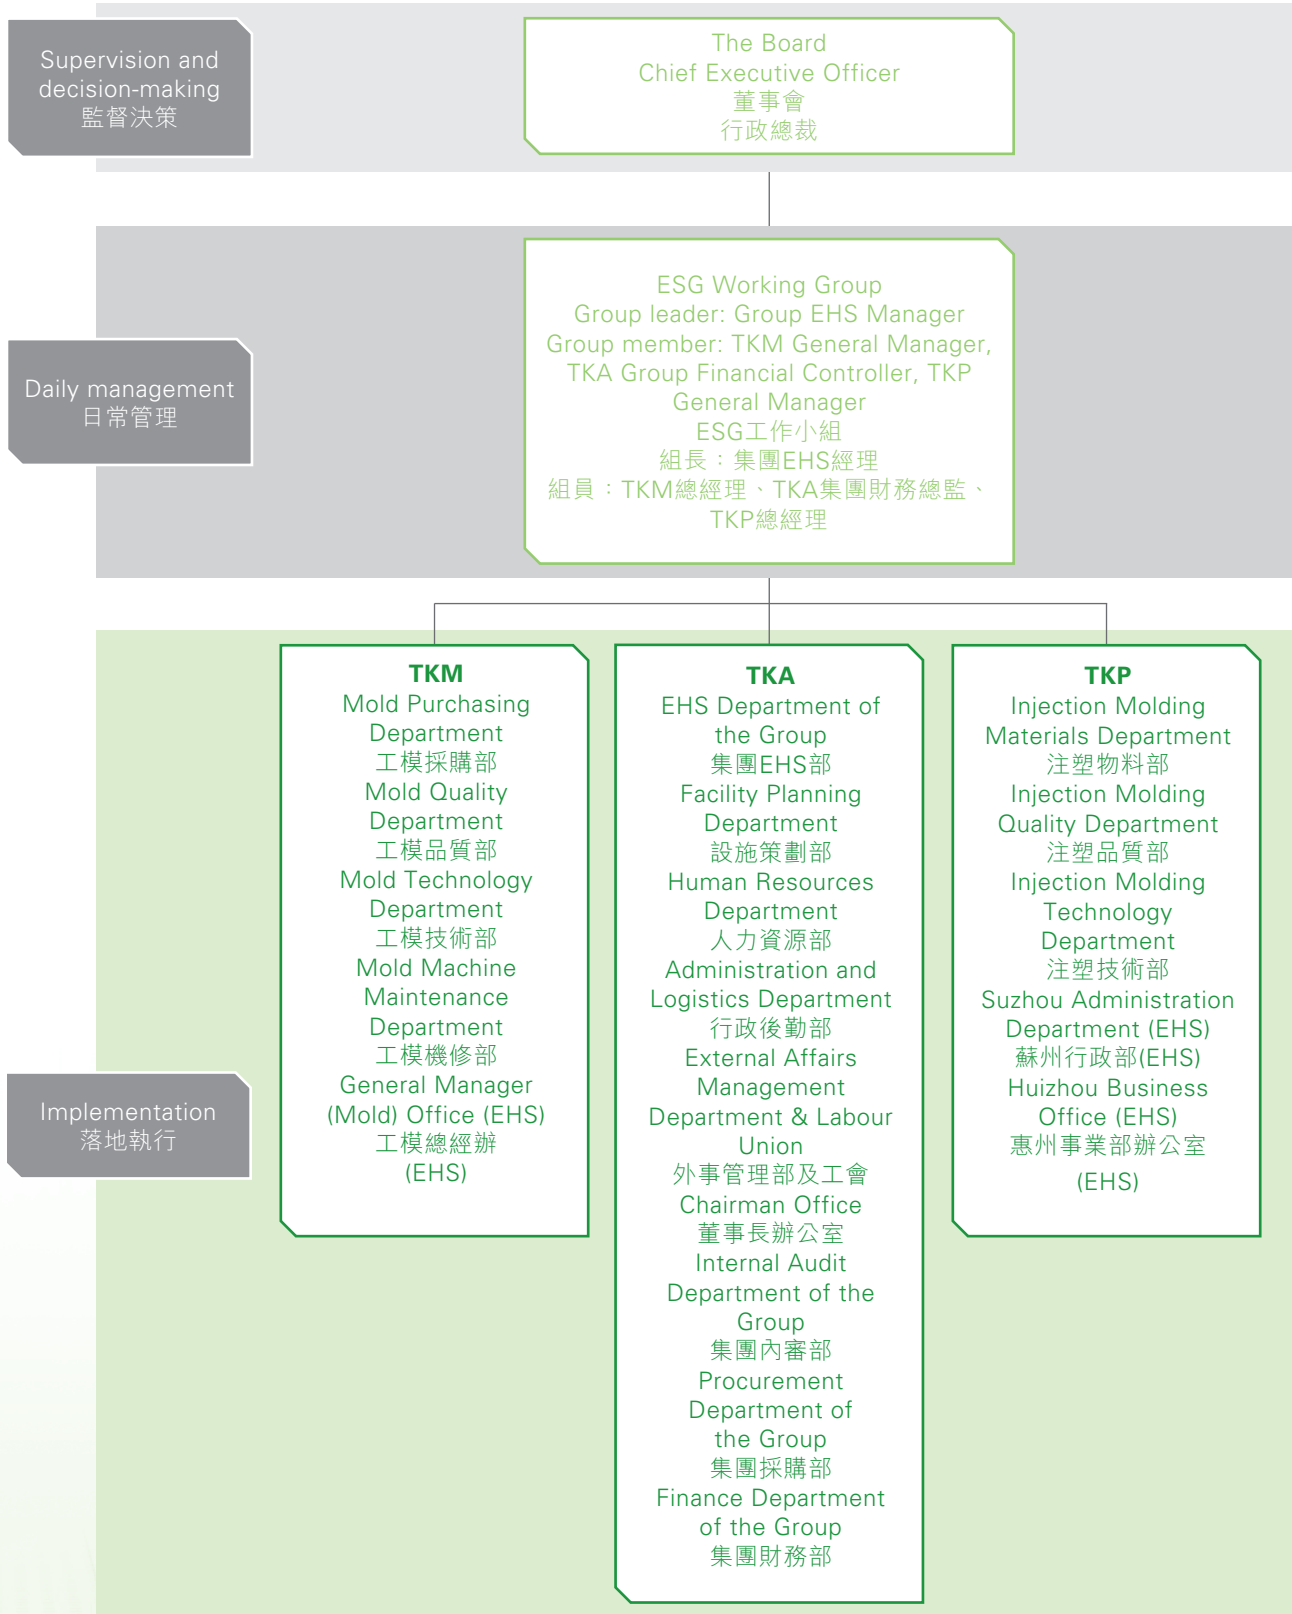 Supervision and
decision-making
監督決策
The Board
Chief Executive Officer
董事會
行政總裁
Daily management
日常管理
ESG Working Group
Group leader: Group EHS Manager
Group member: TKM General Manager,
TKA Group Financial Controller, TKP
General Manager
ESG工作小組
組長：集團EHS經理
組員：TKM總經理、TKA集團財務總監、
TKP總經理
Implementation
落地執行
TKM
Mold Purchasing
Department
工模採購部
Mold Quality
Department
工模品質部
Mold Technology
Department
工模技術部
Mold Machine
Maintenance
Department
工模機修部
General Manager
(Mold) Office (EHS)
工模總經辦
(EHS)
TKA
EHS Department of
the Group
集團EHS部
Facility Planning
Department
設施策劃部
Human Resources
Department
人力資源部
Administration and
Logistics Department
行政後勤部
External Affairs
Management
Department & Labour
Union
外事管理部及工會
Chairman Office
董事長辦公室
Internal Audit
Department of the
Group
集團內審部
Procurement
Department of
the Group
集團採購部
Finance Department
of the Group
集團財務部
TKP
Injection Molding
Materials Department
注塑物料部
Injection Molding
Quality Department
注塑品質部
Injection Molding
Technology
Department
注塑技術部
Suzhou Administration
Department (EHS)
蘇州行政部(EHS)
Huizhou Business
Office (EHS)
惠州事業部辦公室
(EHS)